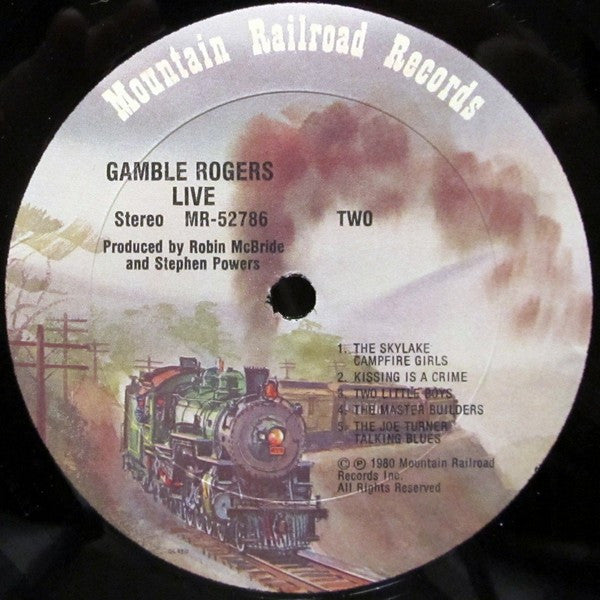 Mountain Railroad Records
GAMBLE ROGERS
LIVE
Stereo MR-52786
TWO
Produced by Robin McBride
and Stephen Powers
1. THE SKYLAKE
CAMPFIRE GIRLS
2. KISSING IS A CRIME
3. TWO LITTLE BOYS
4. THE MASTER BUILDERS
5. THE JOE TURNER
TALKING BLUES
© ℗ 1980 Mountain Railroad
Records Inc.
All Rights Reserved